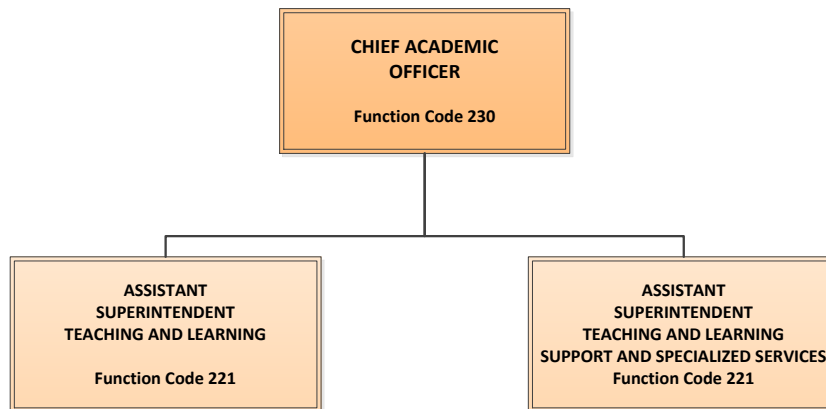 CHIEF ACADEMIC
OFFICER
Function Code 230
ASSISTANT
SUPERINTENDENT
TEACHING AND LEARNING
Function Code 221
ASSISTANT
SUPERINTENDENT
TEACHING AND LEARNING
SUPPORT AND SPECIALIZED SERVICES
Function Code 221